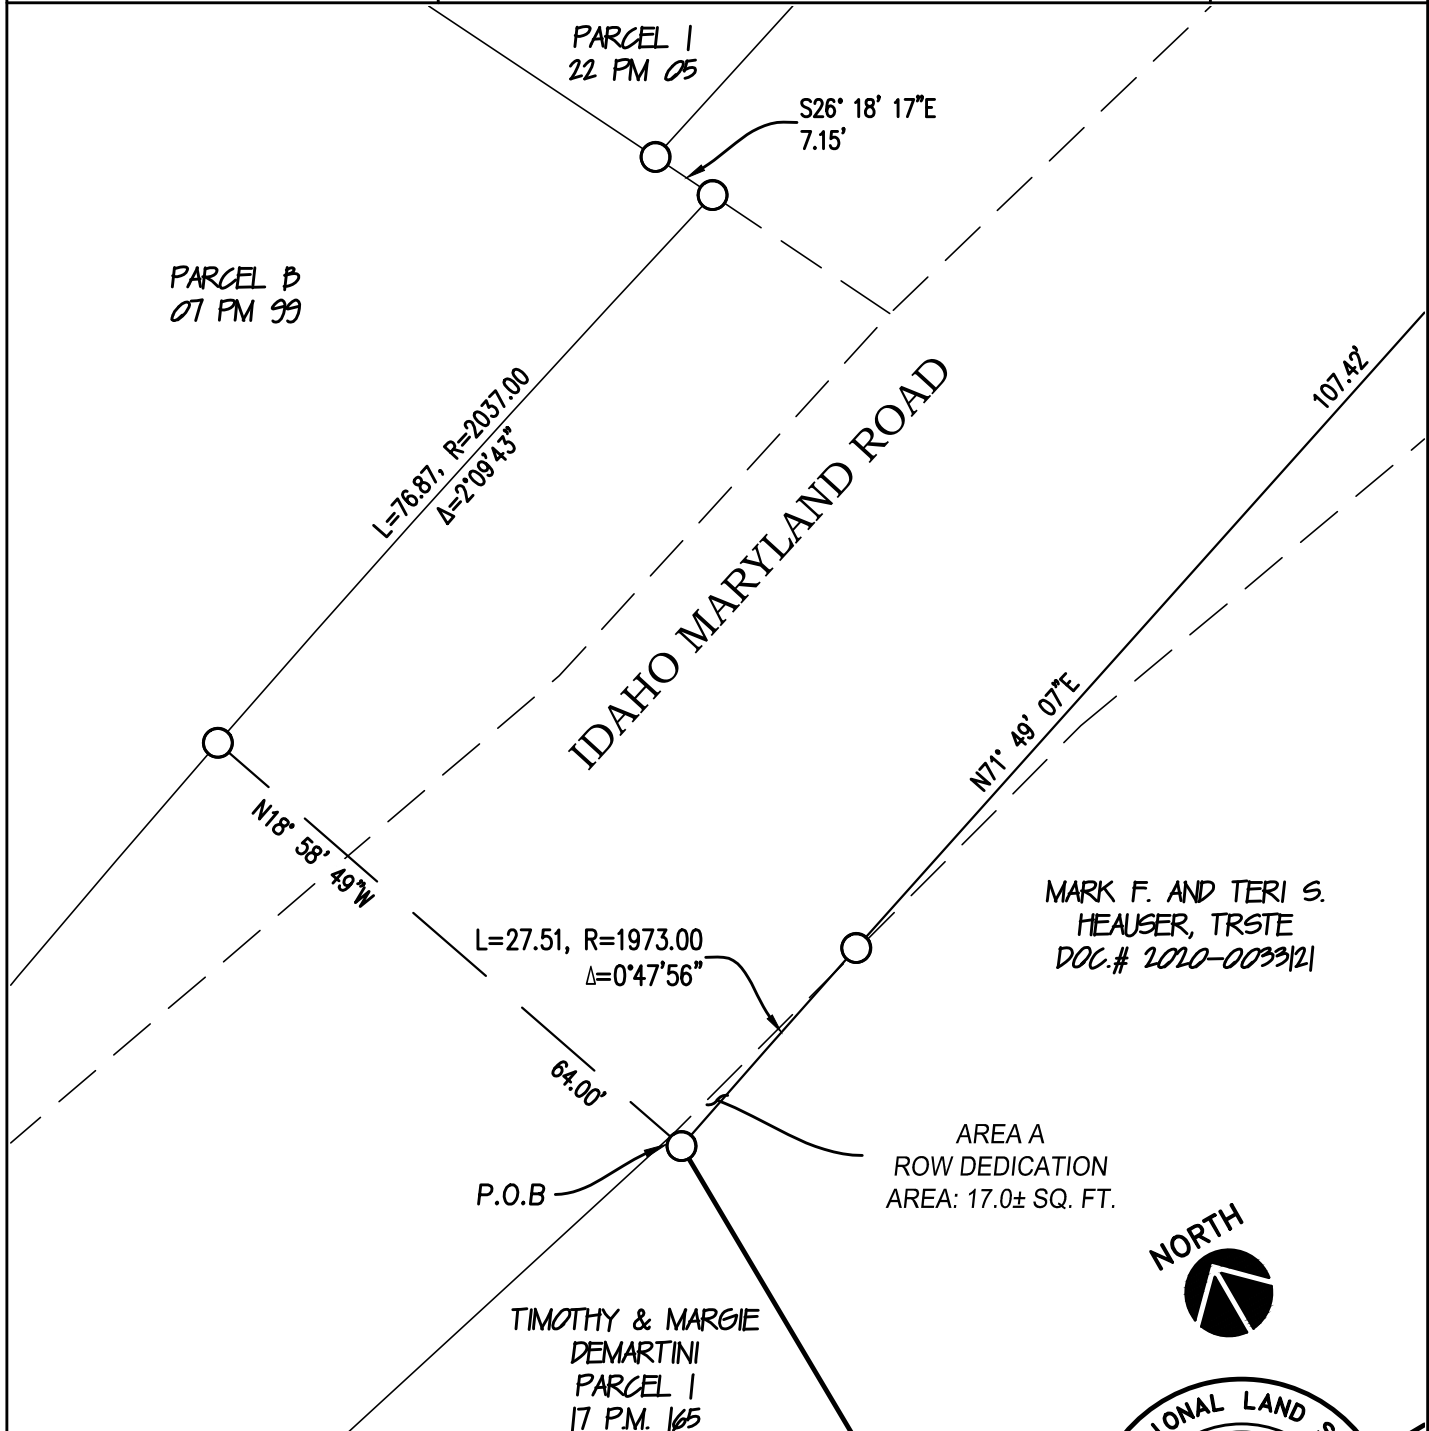 PARCEL 1
22 PM 05
S26° 18' 17"E
7.15'
PARCEL B
07 PM 99
107.42'
L=76.87, R=2037.00
Δ=2°09'43"
IDAHO MARYLAND ROAD
N71° 49' 07"E
N18° 58' 49"W
MARK F. AND TERI S.
HEAUSER, TRSTE
DOC.# 2020-0033121
L=27.51, R=1973.00
Δ=0°47'56"
64.00'
AREA A
ROW DEDICATION
AREA: 17.0± SQ. FT.
P.O.B
NORTH
TIMOTHY & MARGIE
DEMARTINI
PARCEL 1
17 P.M. 165
IONAL LAND S